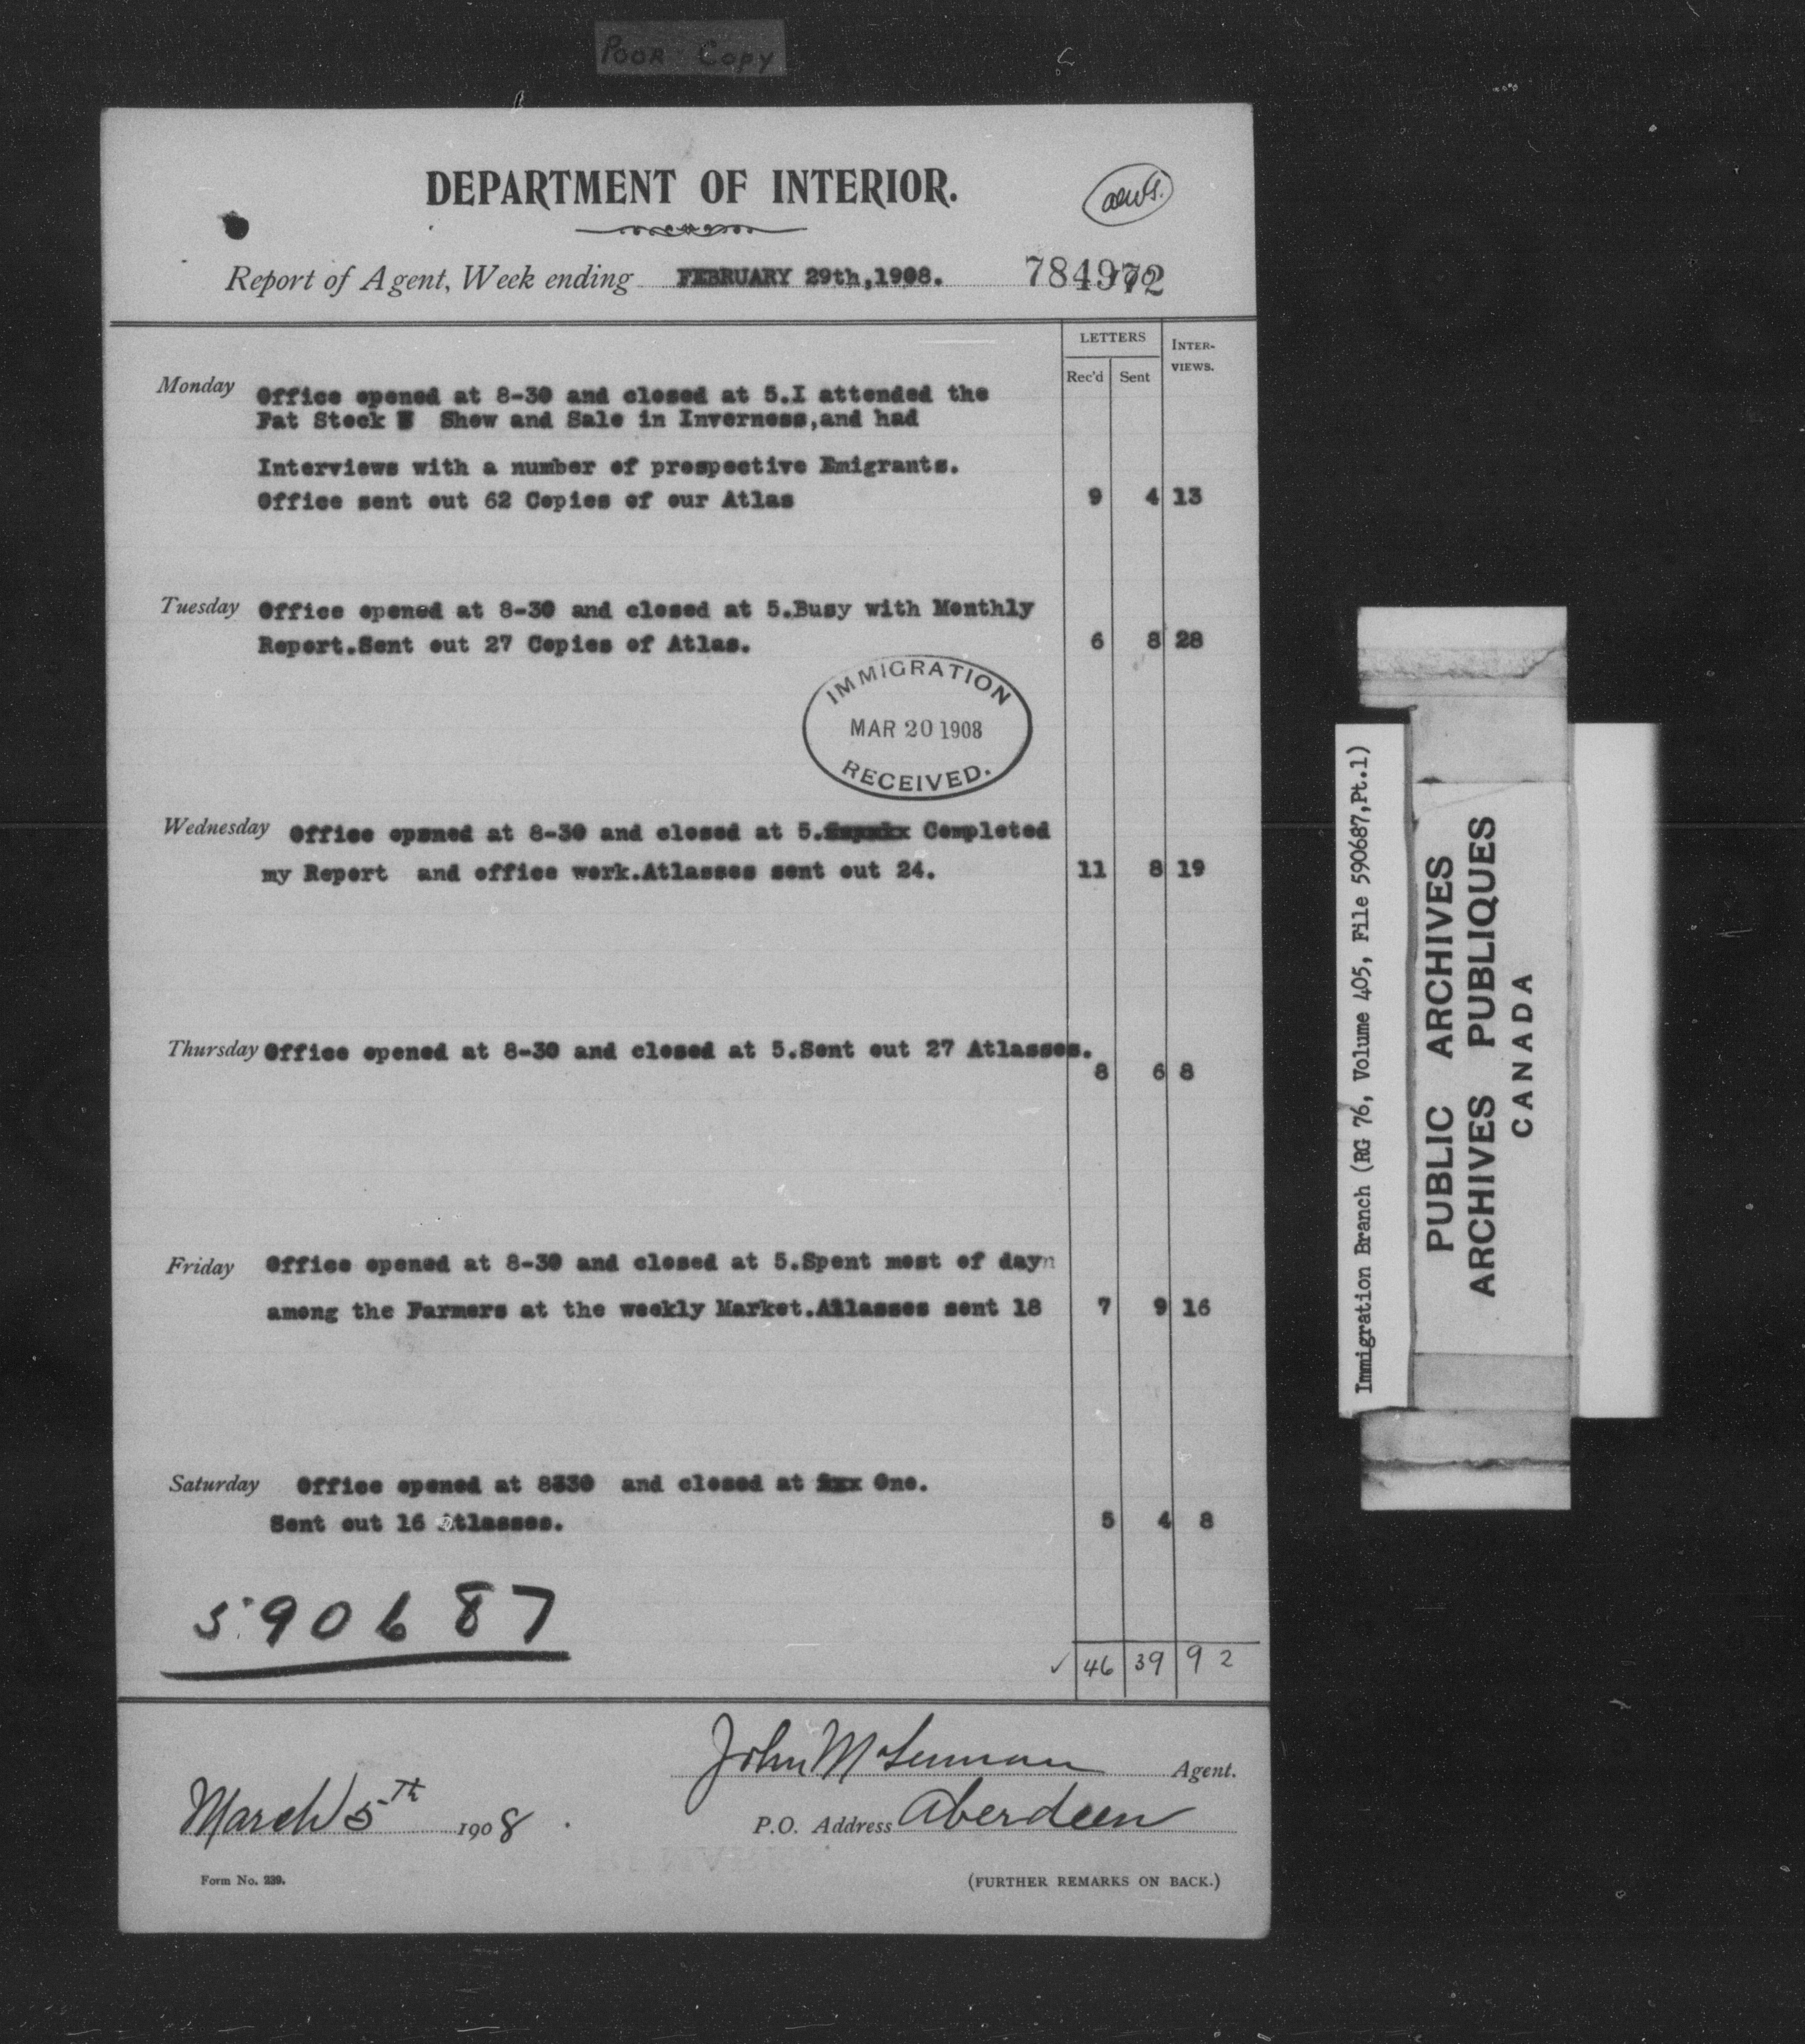 POOR COPY
DEPARTMENT OF INTERIOR.
Report of Agent, Week ending FEBRUARY 29th,1908. 784972
LETTERS INTER-
VIEWS.
Rec'd Sent
Monday Office opened at 8-30 and closed at 5.I attended the
Fat Stock Show and Sale in Inverness,and had
Interviews with a number of prospective Emigrants.
Office sent out 62 Copies of our Atlas 9 4 13
Tuesday Office opened at 8-30 and closed at 5.Busy with Monthly
Report.Sent out 27 Copies of Atlas. 6 8 28
IMMIGRATION
MAR 20 1908
RECEIVED.
Wednesday Office opened at 8-30 and closed at 5. Completed
my Report and office work.Atlasses sent out 24. 11 8 19
Thursday Office opened at 8-30 and closed at 5.Sent out 27 Atlasses.
8 6 8
Friday Office opened at 8-30 and closed at 5.Spent most of dayn
among the Farmers at the weekly Market.Atlasses sent 18 7 9 16
Saturday Office opened at 8330 and closed at One.
Sent out 16 Atlasses. 5 4 8
590687
✓ 46 39 92
John McLennan Agent.
March 5th 1908.
P.O. Address Aberdeen
Form No. 239.
(FURTHER REMARKS ON BACK.)
Immigration Branch (RG 76, Volume 405, File 590687,Pt.1)
PUBLIC ARCHIVES
ARCHIVES PUBLIQUES
CANADA